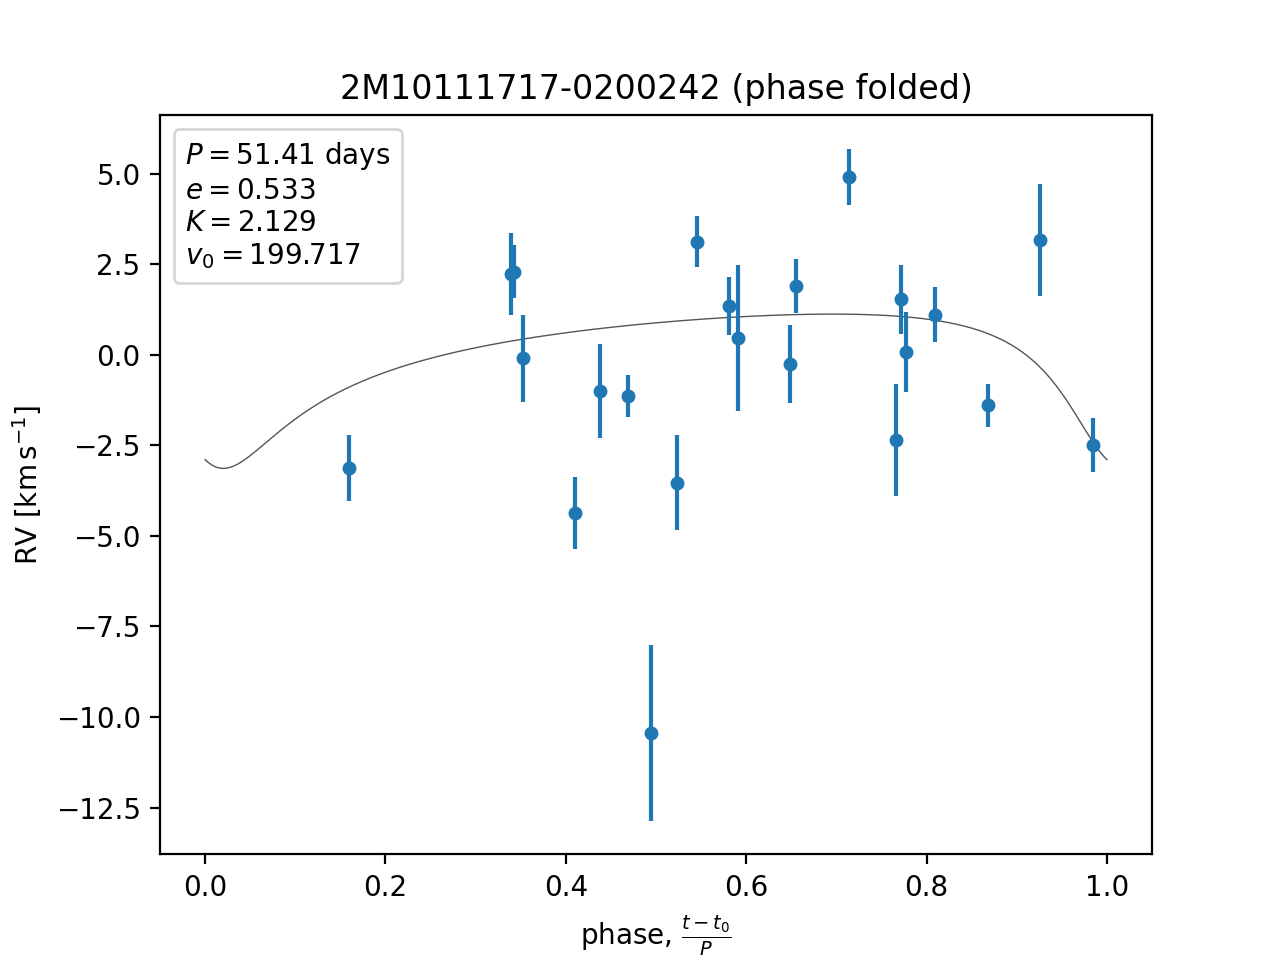 2M10111717-0200242 (phase folded)
P = 51.41 days
e = 0.533
K = 2.129
v₀ = 199.717
5.0
2.5
0.0
−2.5
−5.0
−7.5
−10.0
−12.5
RV [km s⁻¹]
0.0 0.2 0.4 0.6 0.8 1.0
phase, (t − t₀)/P